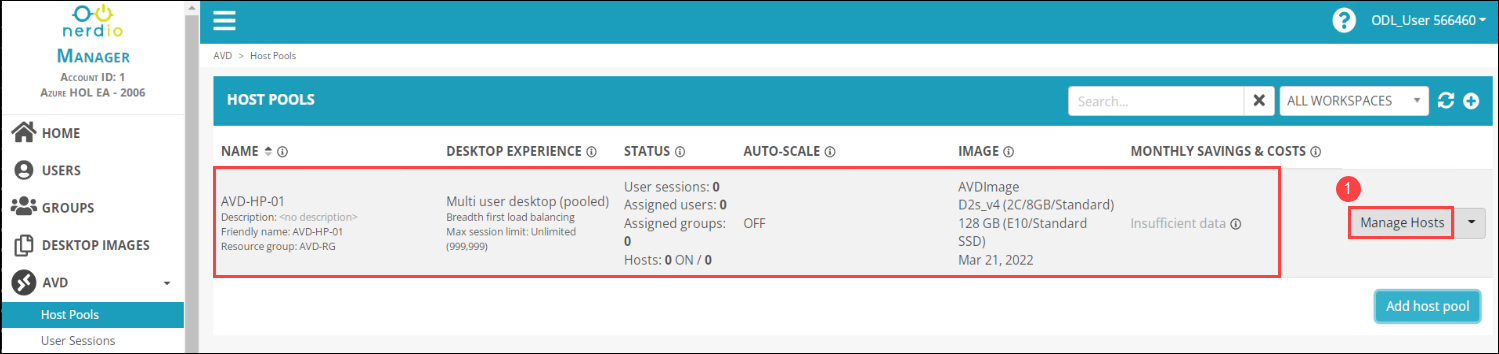 nerdio
MANAGER
ACCOUNT ID: 1
AZURE HOL EA - 2006
HOME
USERS
GROUPS
DESKTOP IMAGES
AVD
Host Pools
User Sessions
?
ODL_User 566460
AVD > Host Pools
HOST POOLS
Search...
ALL WORKSPACES
NAME
DESKTOP EXPERIENCE
STATUS
AUTO-SCALE
IMAGE
MONTHLY SAVINGS & COSTS
AVD-HP-01
Description: <no description>
Friendly name: AVD-HP-01
Resource group: AVD-RG
Multi user desktop (pooled)
Breadth first load balancing
Max session limit: Unlimited
(999,999)
User sessions: 0
Assigned users: 0
Assigned groups:
0
Hosts: 0 ON / 0
OFF
AVDImage
D2s_v4 (2C/8GB/Standard)
128 GB (E10/Standard
SSD)
Mar 21, 2022
Insufficient data
1
Manage Hosts
Add host pool